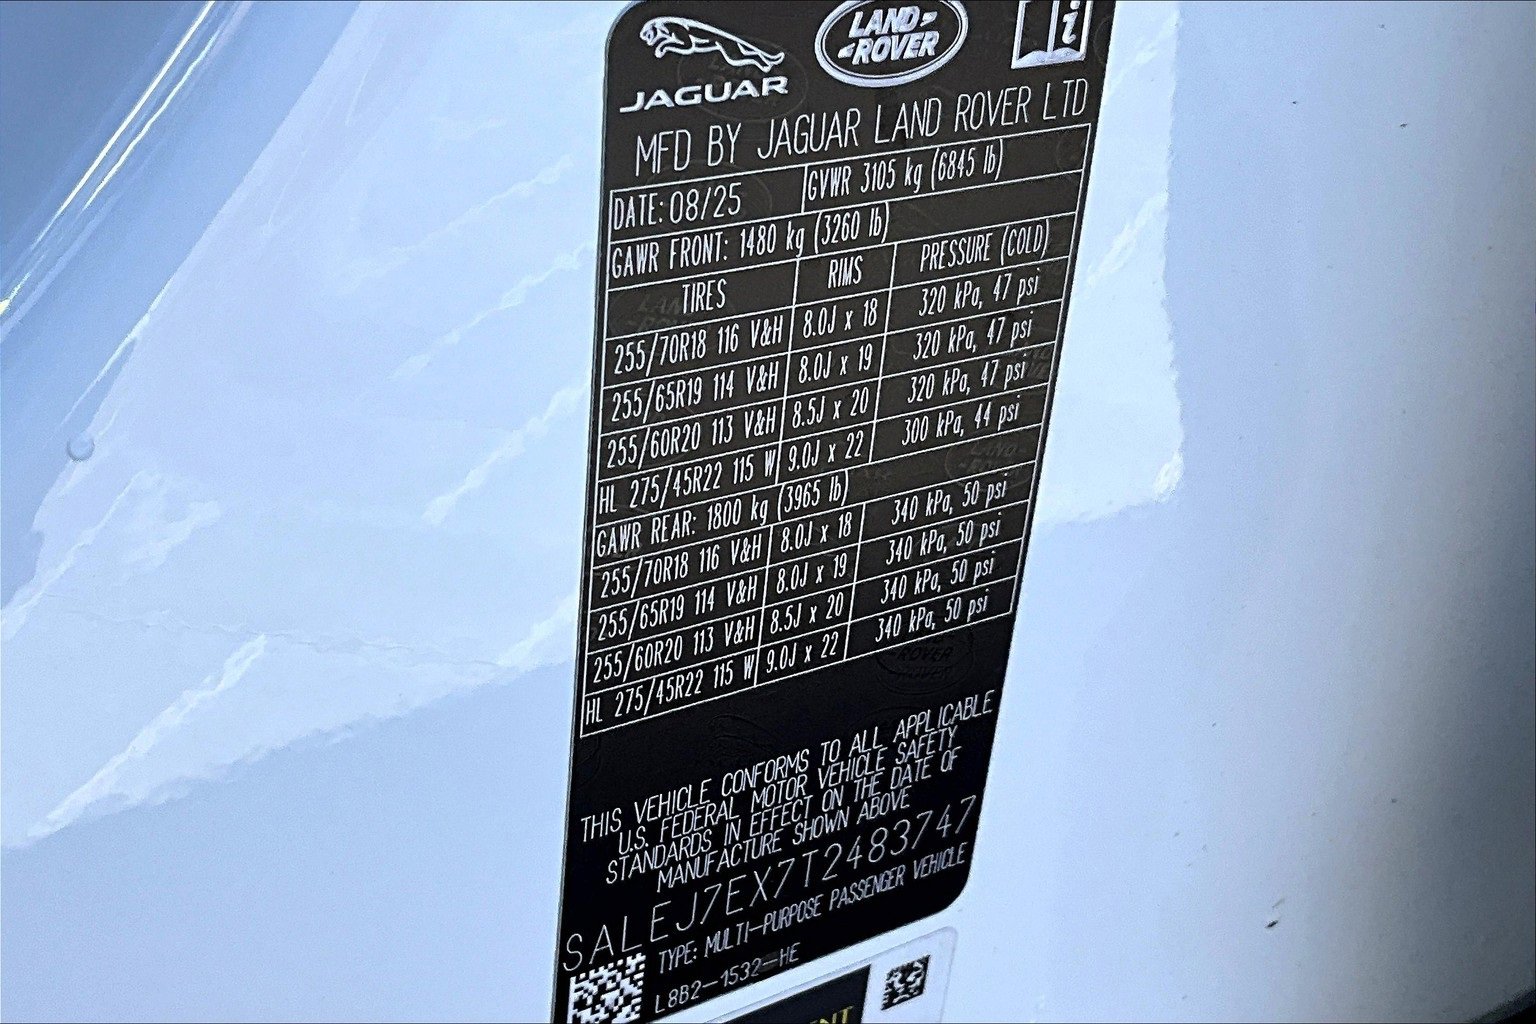 JAGUAR
LAND ROVER
i
MFD BY JAGUAR LAND ROVER LTD
DATE: 08/25 GVWR 3105 kg (6845 lb)
GAWR FRONT: 1480 kg (3260 lb)
TIRES RIMS PRESSURE (COLD)
255/70R18 116 V&H 8.0J x 18 320 kPa, 47 psi
255/65R19 114 V&H 8.0J x 19 320 kPa, 47 psi
255/60R20 113 V&H 8.5J x 20 320 kPa, 47 psi
HL 275/45R22 115 W 9.0J x 22 300 kPa, 44 psi
GAWR REAR: 1800 kg (3965 lb)
255/70R18 116 V&H 8.0J x 18 340 kPa, 50 psi
255/65R19 114 V&H 8.0J x 19 340 kPa, 50 psi
255/60R20 113 V&H 8.5J x 20 340 kPa, 50 psi
HL 275/45R22 115 W 9.0J x 22 340 kPa, 50 psi
THIS VEHICLE CONFORMS TO ALL APPLICABLE
U.S. FEDERAL MOTOR VEHICLE SAFETY
STANDARDS IN EFFECT ON THE DATE OF
MANUFACTURE SHOWN ABOVE
SALEJ7EX7T2483747
TYPE: MULTI-PURPOSE PASSENGER VEHICLE
L8B2-1532-HE